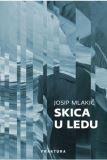 JOSIP MLAKIĆ
SKICA
U LEDU
FRAKTURA